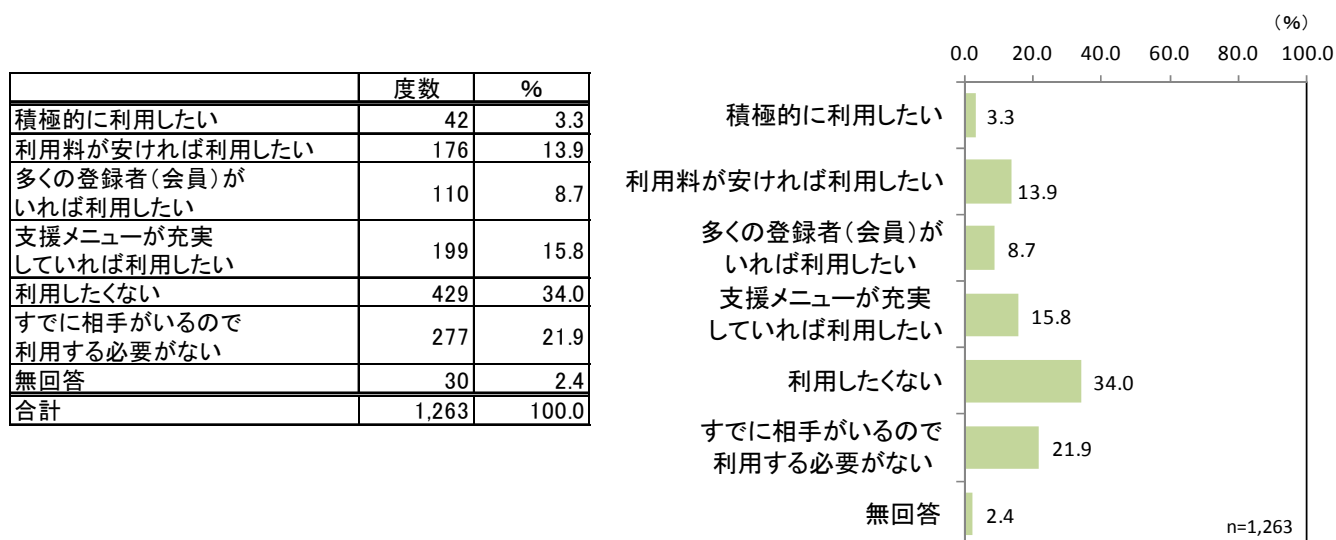 度数 %
積極的に利用したい 42 3.3
利用料が安ければ利用したい 176 13.9
多くの登録者（会員）が
いれば利用したい 110 8.7
支援メニューが充実
していれば利用したい 199 15.8
利用したくない 429 34.0
すでに相手がいるので
利用する必要がない 277 21.9
無回答 30 2.4
合計 1,263 100.0
（％）
0.0 20.0 40.0 60.0 80.0 100.0
積極的に利用したい 3.3
利用料が安ければ利用したい 13.9
多くの登録者（会員）が
いれば利用したい 8.7
支援メニューが充実
していれば利用したい 15.8
利用したくない 34.0
すでに相手がいるので
利用する必要がない 21.9
無回答 2.4
n=1,263